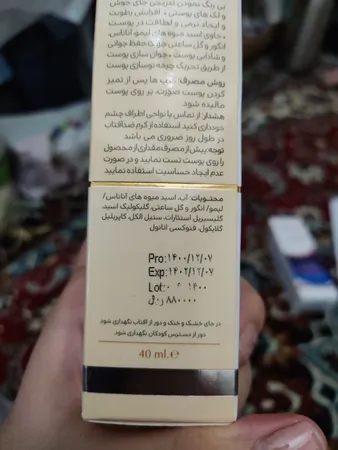 بی رنگ نمودن تدریجی جای جوش
و لک های پوستی - افزایش رطوبت
و ایجاد نرمی و لطافت در پوست
- حاوی اسید میوه های لیمو، آناناس،
انگور و گل ساعتی جهت حفظ جوانی
و شادابی پوست - جوان سازی پوست
از طریق تحریک چرخه نوسازی پوست
روش مصرف: شب ها پس از تمیز
کردن پوست صورت، بر روی پوست
مالیده شود.
هشدار: از تماس با نواحی اطراف چشم
خودداری کنید. استفاده از کرم ضدآفتاب
در طول روز ضروری می باشد
توجه: پیش از مصرف مقداری از محصول
را روی پوست تست نمایید و در صورت
عدم ایجاد حساسیت استفاده نمایید
محتویات: آب، اسید میوه های آناناس/
لیمو/ انگور و گل ساعتی، گلیکولیک اسید،
گلیسیریل استئارات، ستیل الکل، کاپریلیل
گلایکول، فنوکسی اتانول
Pro: ۱۴۰۰/۱۲/۰۷
Exp: ۱۴۰۲/۱۲/۰۷
Lot: ۱۴۰۰
۸۸۰۰۰۰ ریال
در جای خشک و خنک و دور از آفتاب نگهداری شود
دور از دسترس کودکان نگهداری شود.
40 ml.e